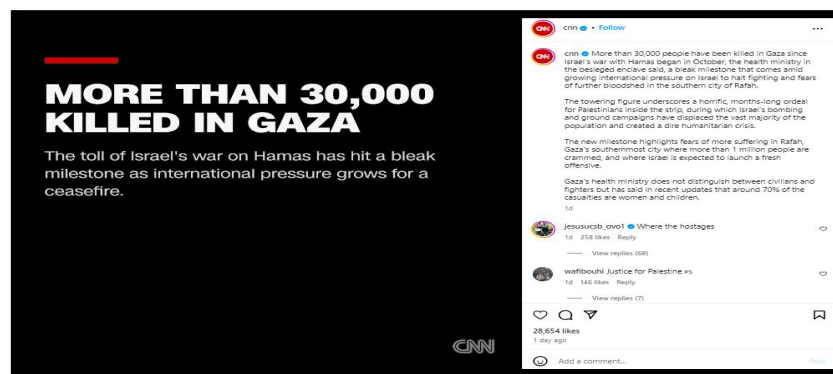 MORE THAN 30,000
KILLED IN GAZA
The toll of Israel's war on Hamas has hit a bleak
milestone as international pressure grows for a
ceasefire.
CNN
CNN
cnn • Follow
CNN
cnn More than 30,000 people have been killed in Gaza since
Israel's war with Hamas began in October, the health ministry in
the besieged enclave said, a bleak milestone that comes amid
growing international pressure on Israel to halt fighting and fears
of further bloodshed in the southern city of Rafah.
The towering figure underscores a horrific, months-long ordeal
for Palestinians inside the strip, during which Israel's bombing
and ground campaigns have displaced the vast majority of the
population and created a dire humanitarian crisis.
The new milestone highlights fears of more suffering in Rafah,
Gaza's southernmost city where more than 1 million people are
crammed, and where Israel is expected to launch a fresh
offensive.
Gaza's health ministry does not distinguish between civilians and
fighters but has said in recent updates that around 70% of the
casualties are women and children.
1d
jesusucsb_ovo1 Where the hostages
1d 258 likes Reply
View replies (68)
wafibouhi Justice for Palestine PS
1d 146 likes Reply
View replies (7)
28,654 likes
1 day ago
Add a comment...
Post